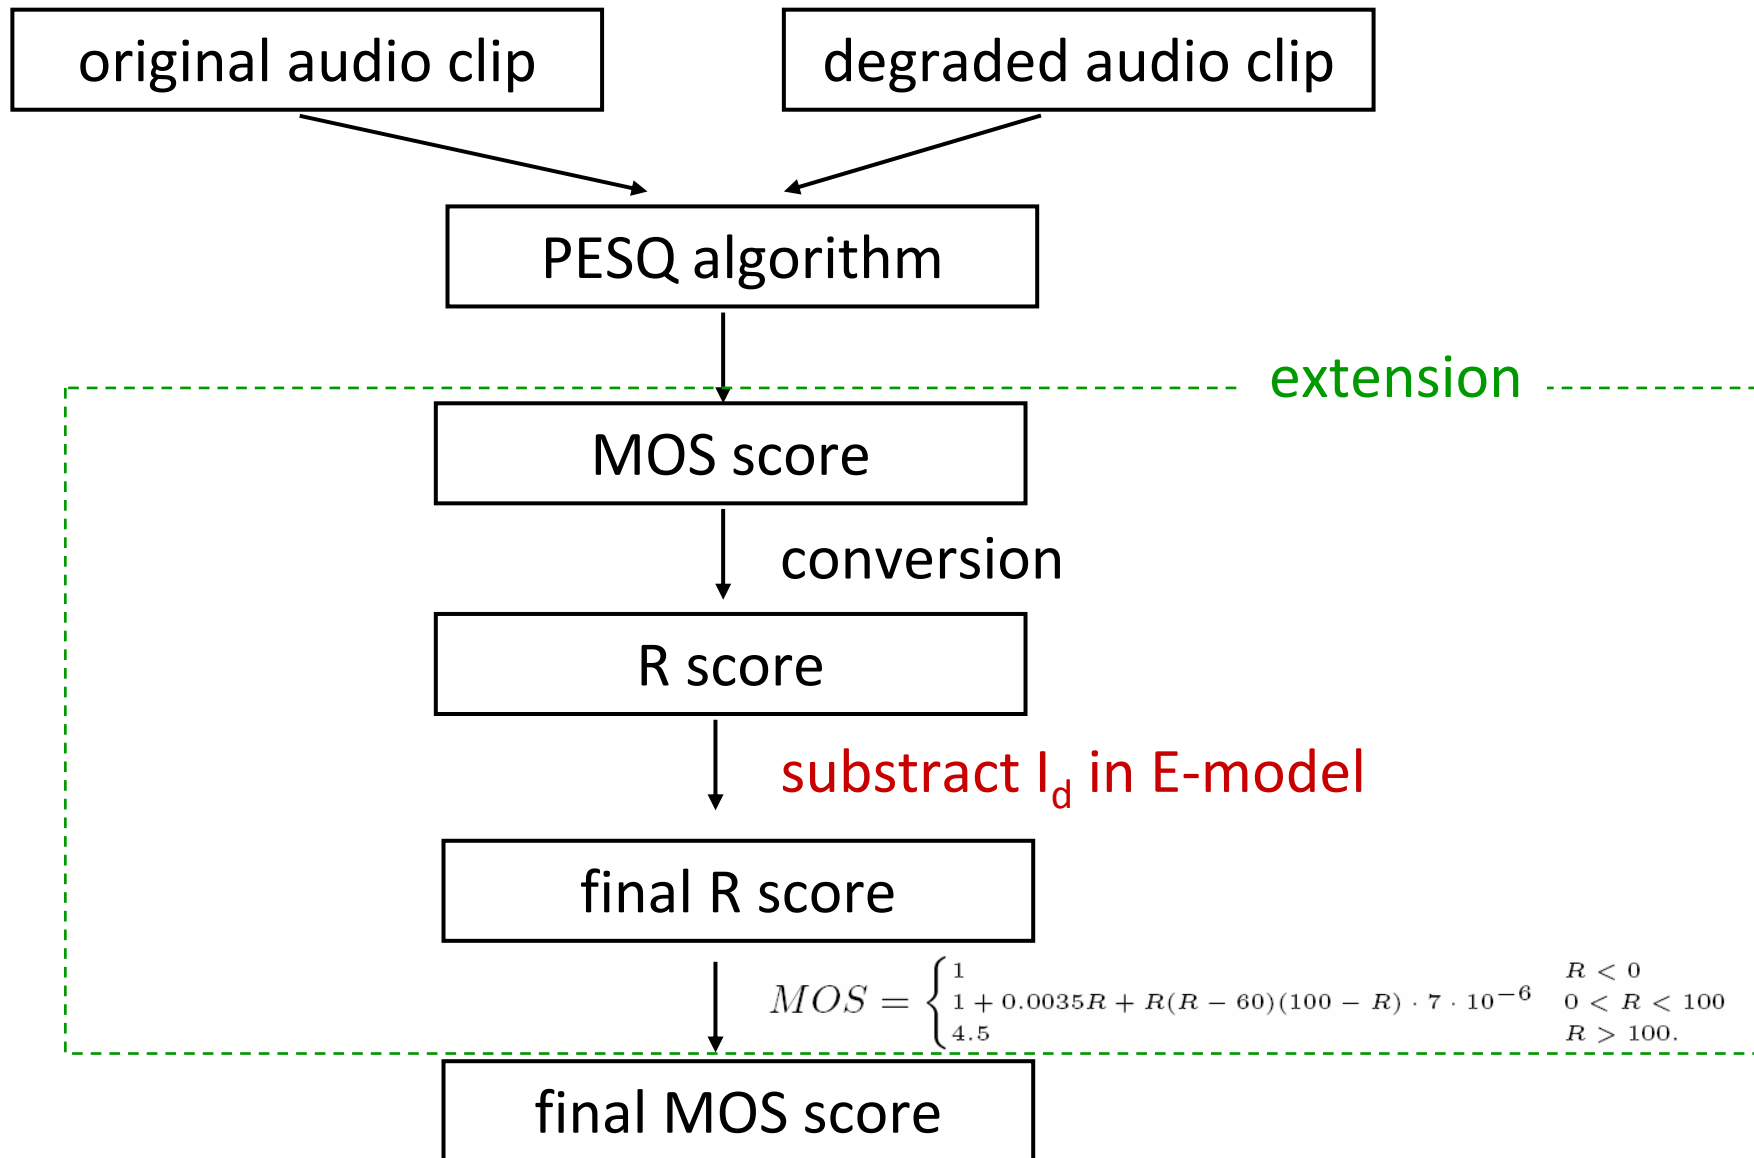 original audio clip
degraded audio clip
PESQ algorithm
extension
MOS score
conversion
R score
substract I_d in E-model
final R score
MOS = { 1 R < 0
1 + 0.0035R + R(R − 60)(100 − R) · 7 · 10^−6 0 < R < 100
4.5 R > 100.
final MOS score